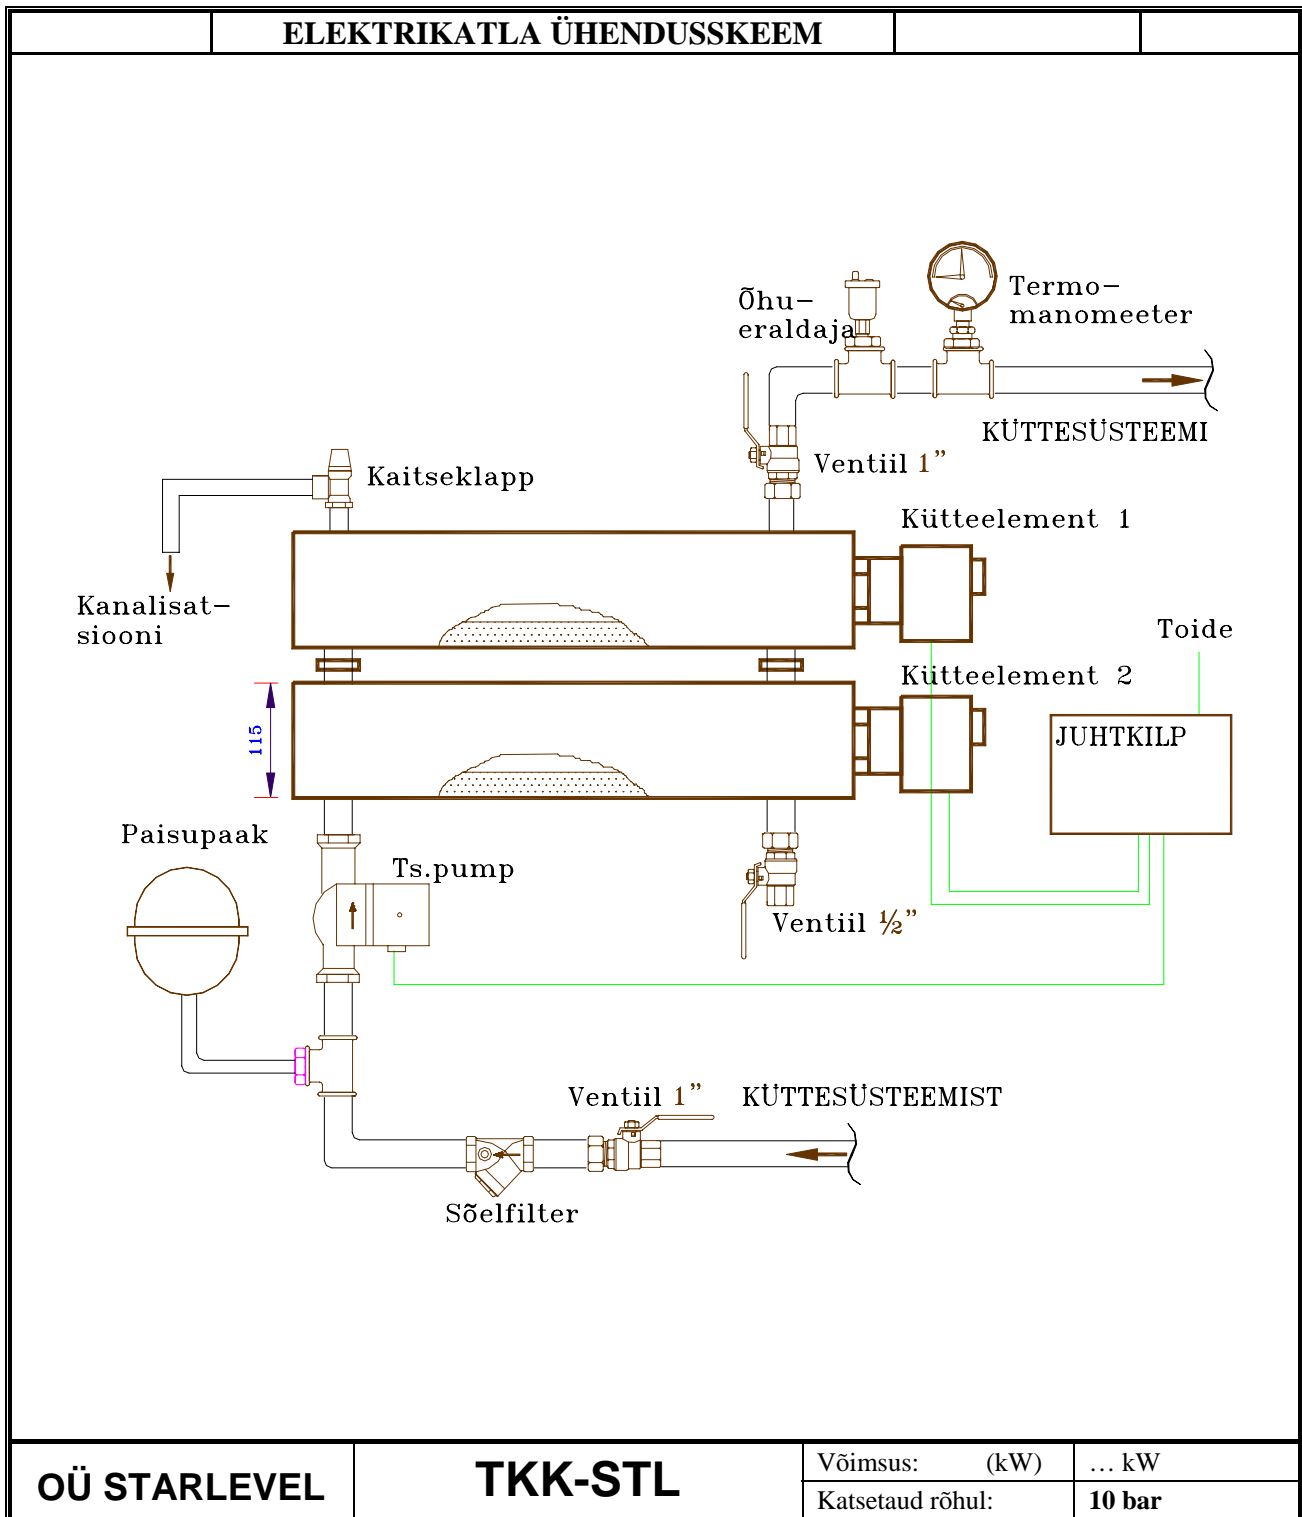 ELEKTRIKATLA ÜHENDUSSKEEM
Õhu-
eraldaja
Termo-
manomeeter
KÜTTESÜSTEEMI
Ventiil 1”
Kaitseklapp
Kütteelement 1
Kanalisat-
siooni
Toide
Kütteelement 2
115
JUHTKILP
Paisupaak
Ts.pump
Ventiil ½”
Ventiil 1”
KÜTTESÜSTEEMIST
Sõelfilter
OÜ STARLEVEL
TKK-STL
Võimsus: (kW)
... kW
Katsetaud rõhul:
10 bar